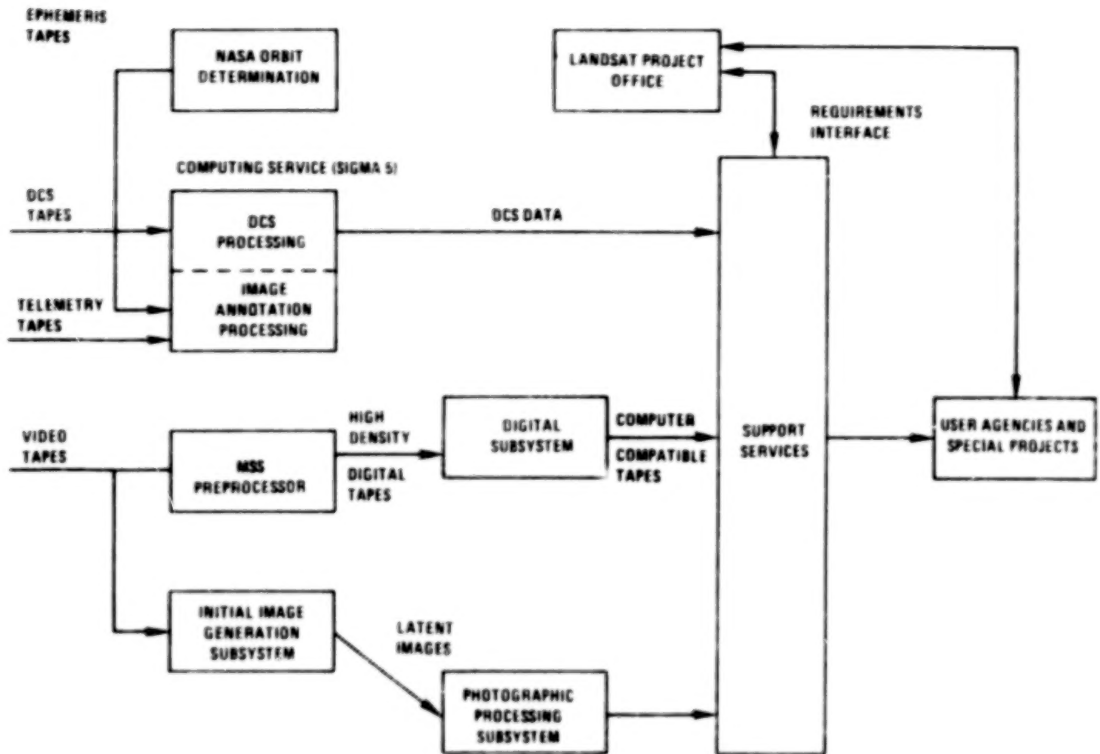 EPHEMERIS
TAPES
NASA ORBIT
DETERMINATION
LANDSAT PROJECT
OFFICE
REQUIREMENTS
INTERFACE
COMPUTING SERVICE (SIGMA 5)
DCS
TAPES
DCS
PROCESSING
DCS DATA
IMAGE
ANNOTATION
PROCESSING
TELEMETRY
TAPES
VIDEO
TAPES
MSS
PREPROCESSOR
HIGH
DENSITY
DIGITAL
TAPES
DIGITAL
SUBSYSTEM
COMPUTER
COMPATIBLE
TAPES
SUPPORT
SERVICES
USER AGENCIES AND
SPECIAL PROJECTS
INITIAL IMAGE
GENERATION
SUBSYSTEM
LATENT
IMAGES
PHOTOGRAPHIC
PROCESSING
SUBSYSTEM